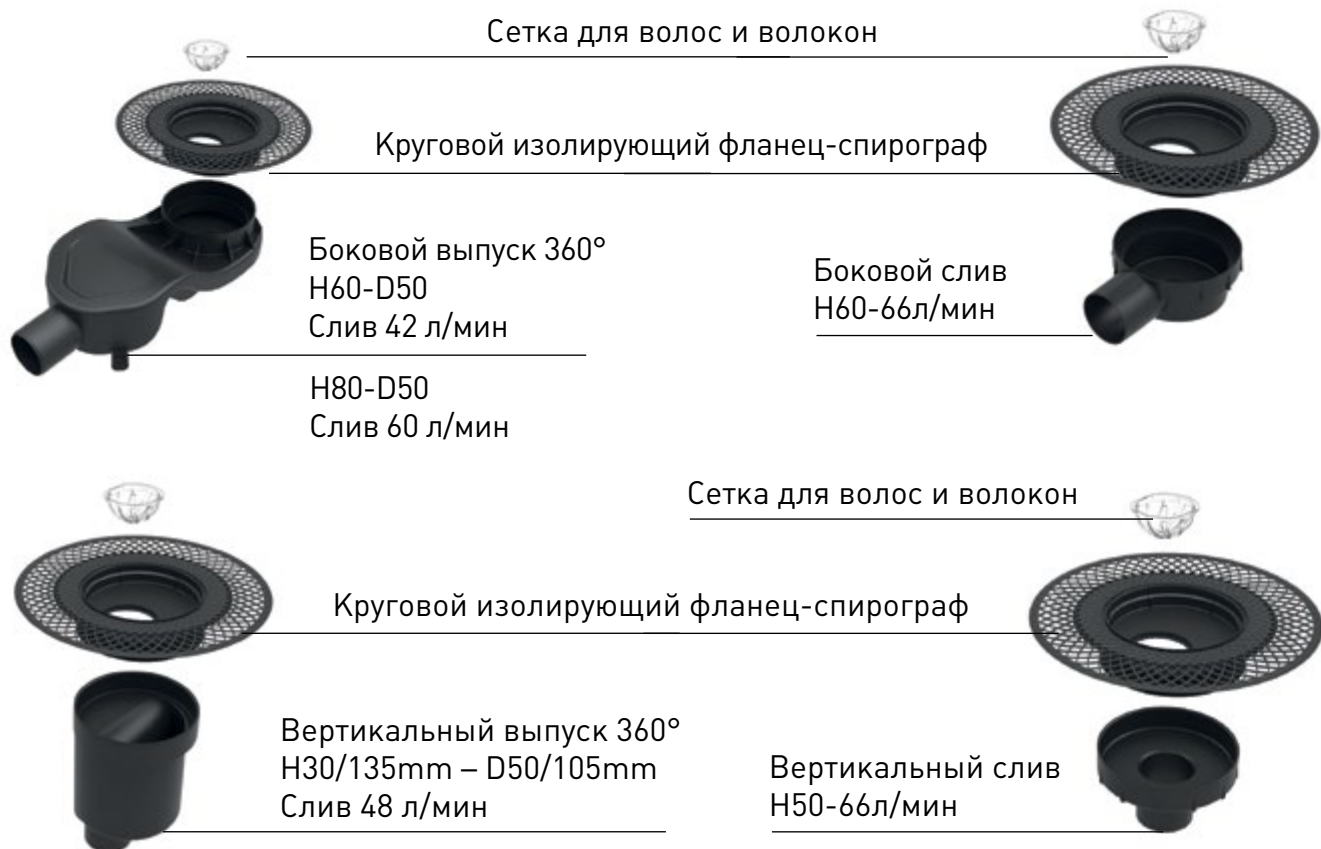 Сетка для волос и волокон
Круговой изолирующий фланец-спирограф
Боковой выпуск 360°
H60-D50
Слив 42 л/мин
H80-D50
Слив 60 л/мин
Боковой слив
H60-66л/мин
Сетка для волос и волокон
Круговой изолирующий фланец-спирограф
Вертикальный выпуск 360°
H30/135mm – D50/105mm
Слив 48 л/мин
Вертикальный слив
H50-66л/мин